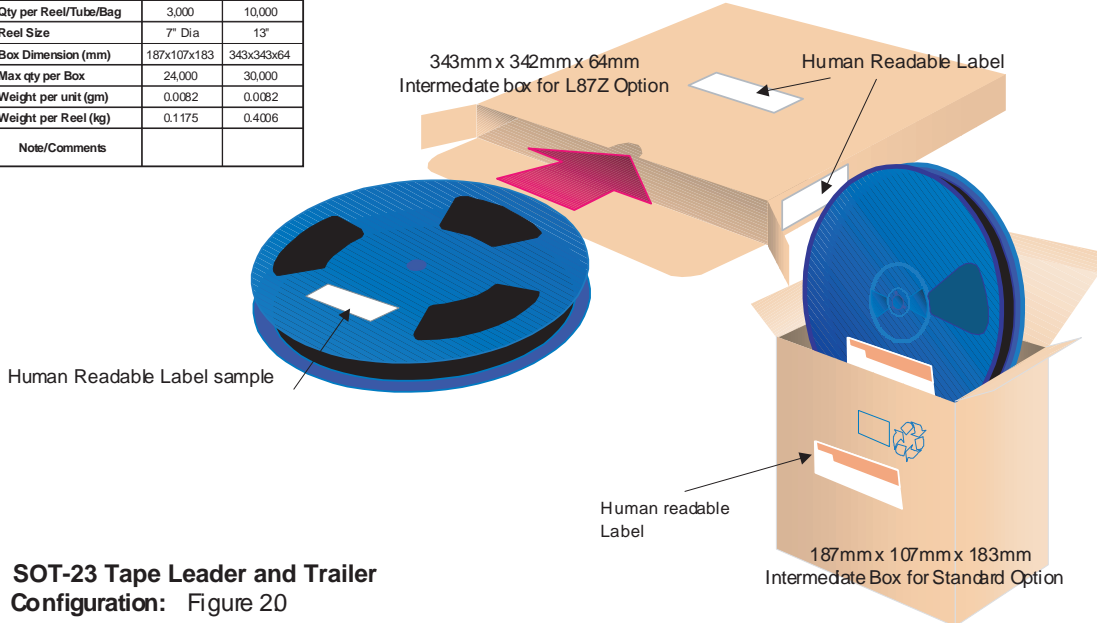 Qty per Reel/Tube/Bag 3,000 10,000
Reel Size 7" Dia 13"
Box Dimension (mm) 187x107x183 343x343x64
Max qty per Box 24,000 30,000
Weight per unit (gm) 0.0082 0.0082
Weight per Reel (kg) 0.1175 0.4006
Note/Comments
343mm x 342mm x 64mm
Intermediate box for L87Z Option
Human Readable Label
Human Readable Label sample
Human readable
Label
187mm x 107mm x 183mm
Intermediate Box for Standard Option
SOT-23 Tape Leader and Trailer
Configuration: Figure 2.0